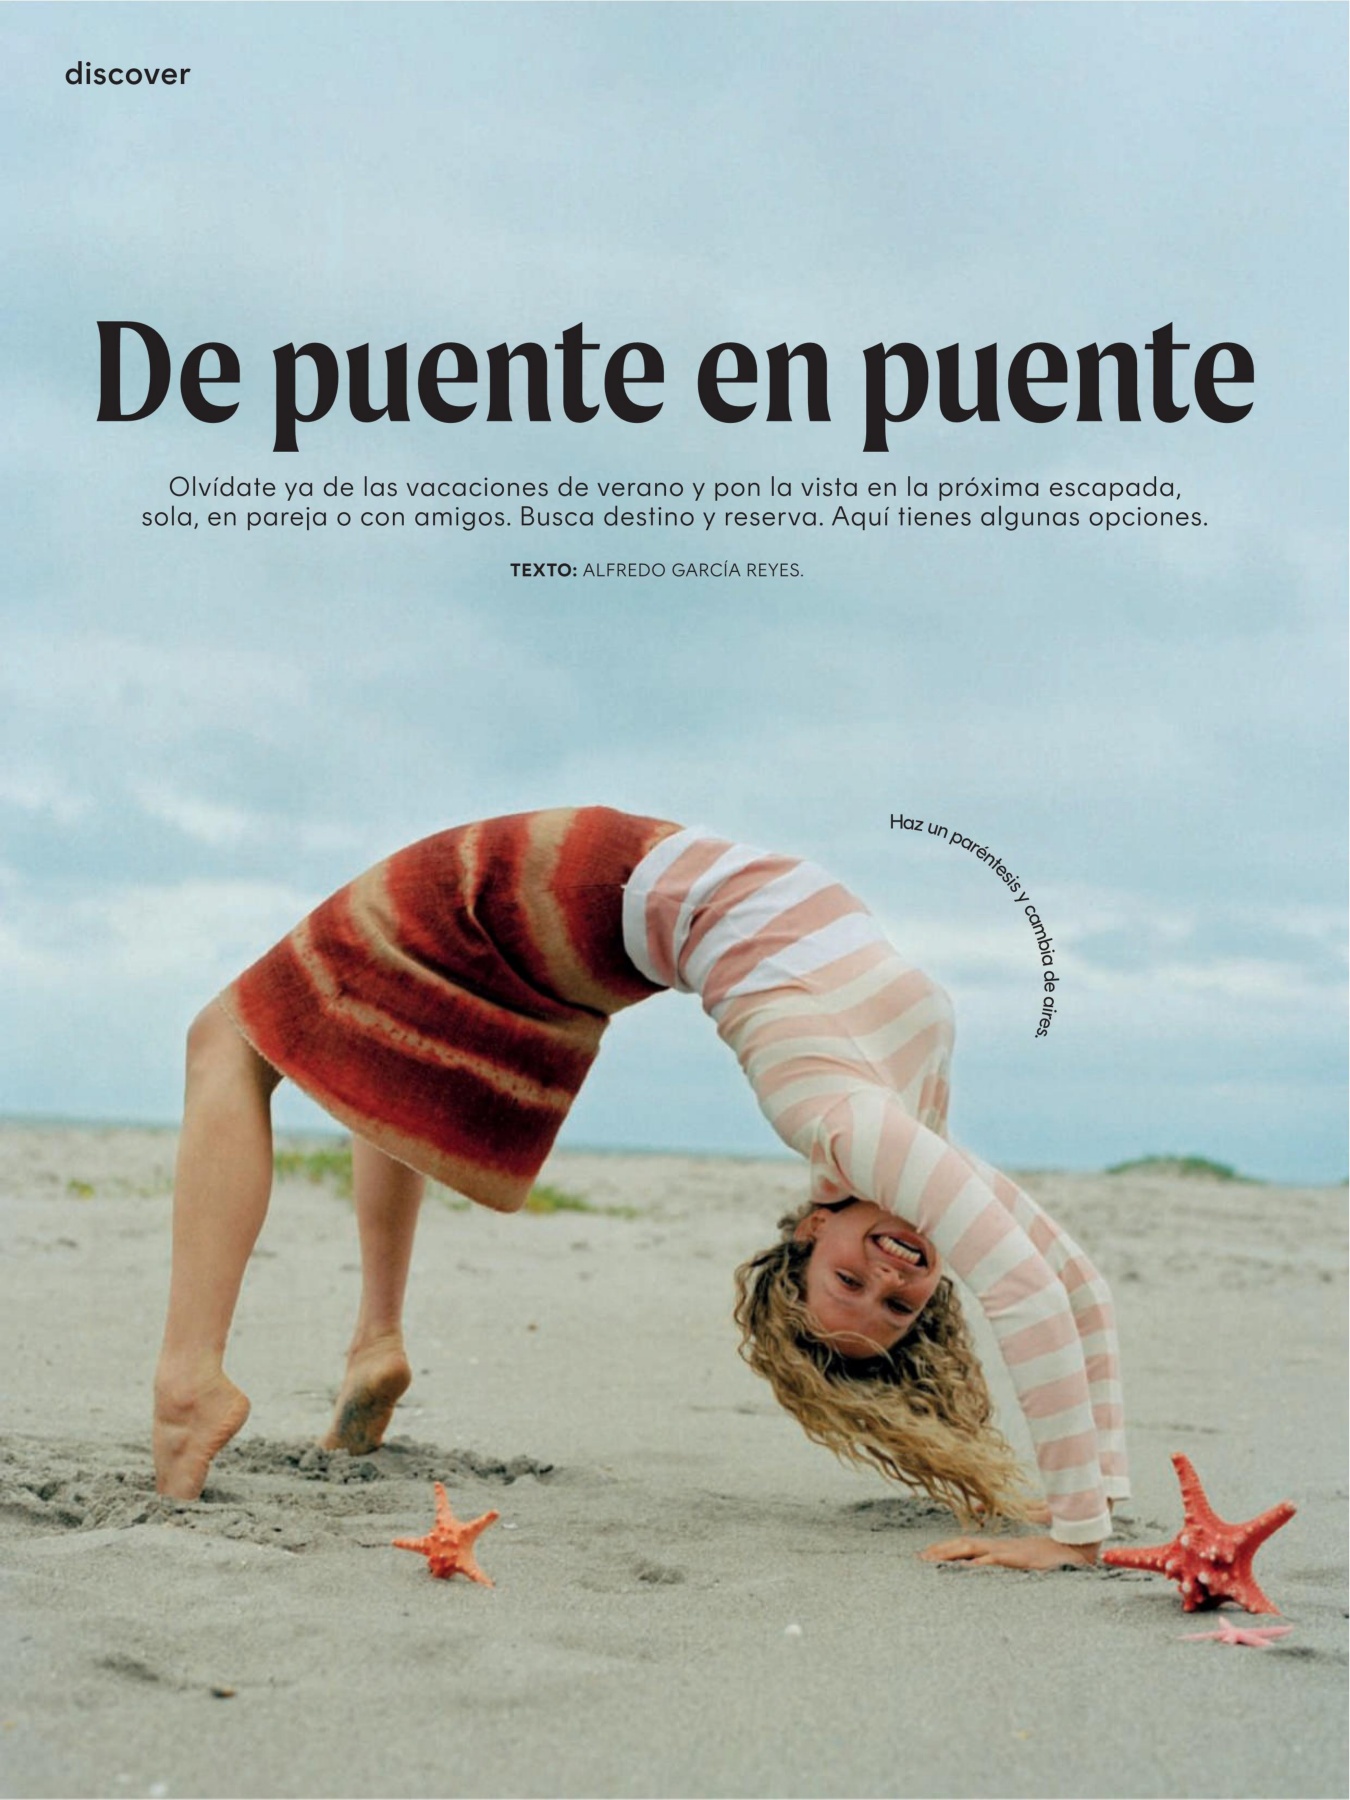 discover
De puente en puente
Olvídate ya de las vacaciones de verano y pon la vista en la próxima escapada,
sola, en pareja o con amigos. Busca destino y reserva. Aquí tienes algunas opciones.
TEXTO: ALFREDO GARCÍA REYES.
Haz un paréntesis y cambia de aires.